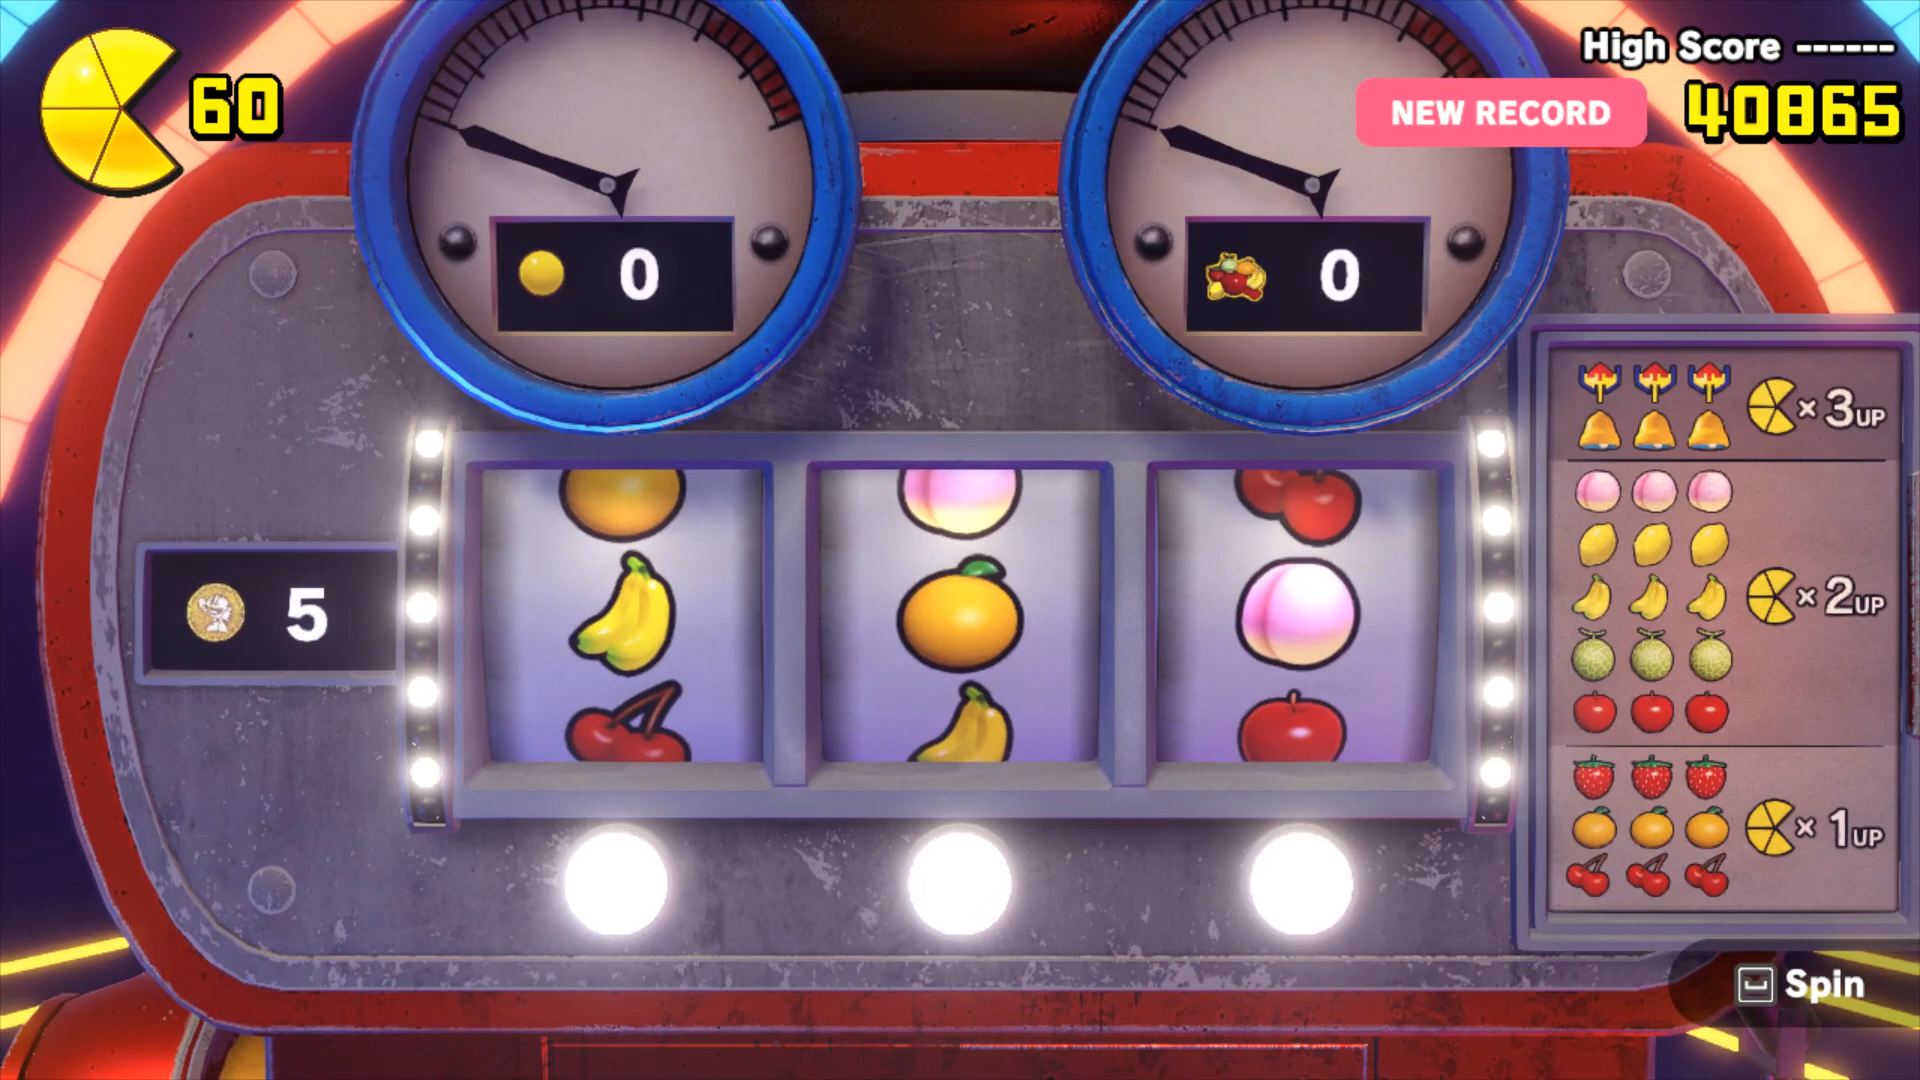 60
High Score ------
NEW RECORD
40865
0
0
5
× 3UP
× 2UP
× 1UP
Spin